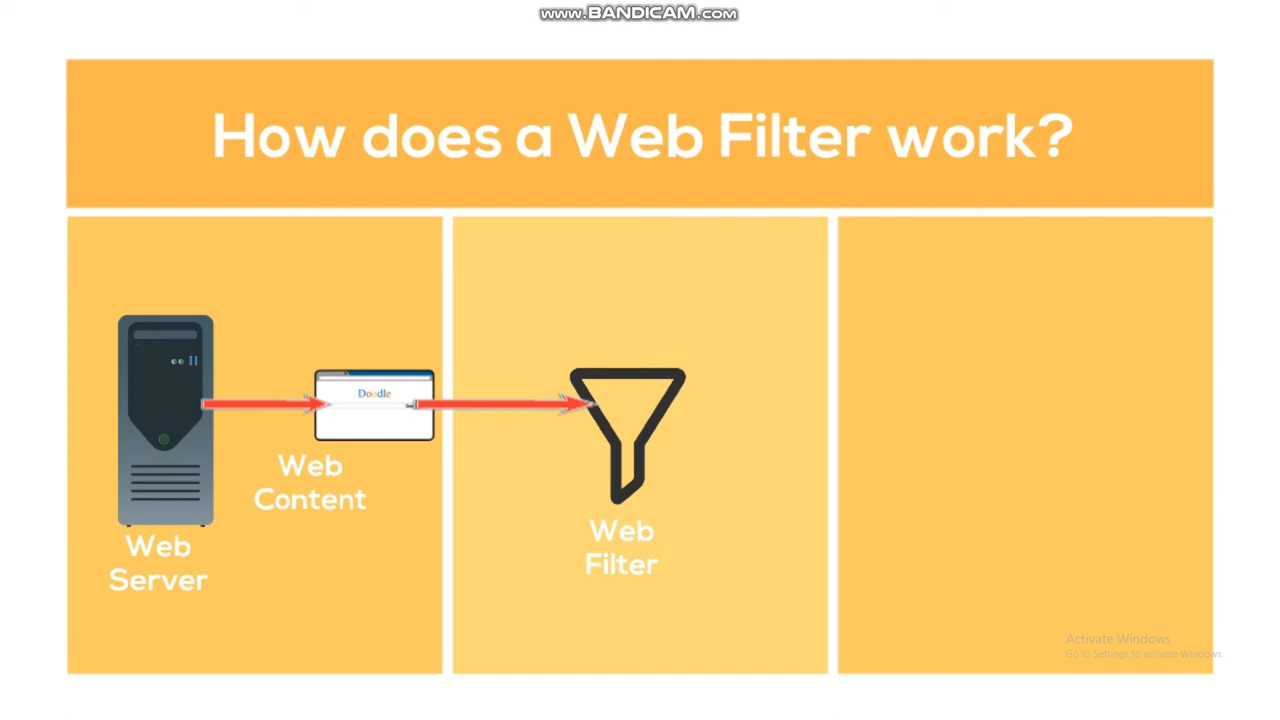 www.BANDICAM.com
How does a Web Filter work?
Doodle
Web
Content
Web
Server
Web
Filter
Activate Windows
Go to Settings to activate Windows.